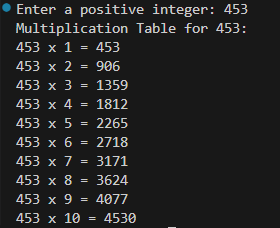 Enter a positive integer: 453
Multiplication Table for 453:
453 x 1 = 453
453 x 2 = 906
453 x 3 = 1359
453 x 4 = 1812
453 x 5 = 2265
453 x 6 = 2718
453 x 7 = 3171
453 x 8 = 3624
453 x 9 = 4077
453 x 10 = 4530